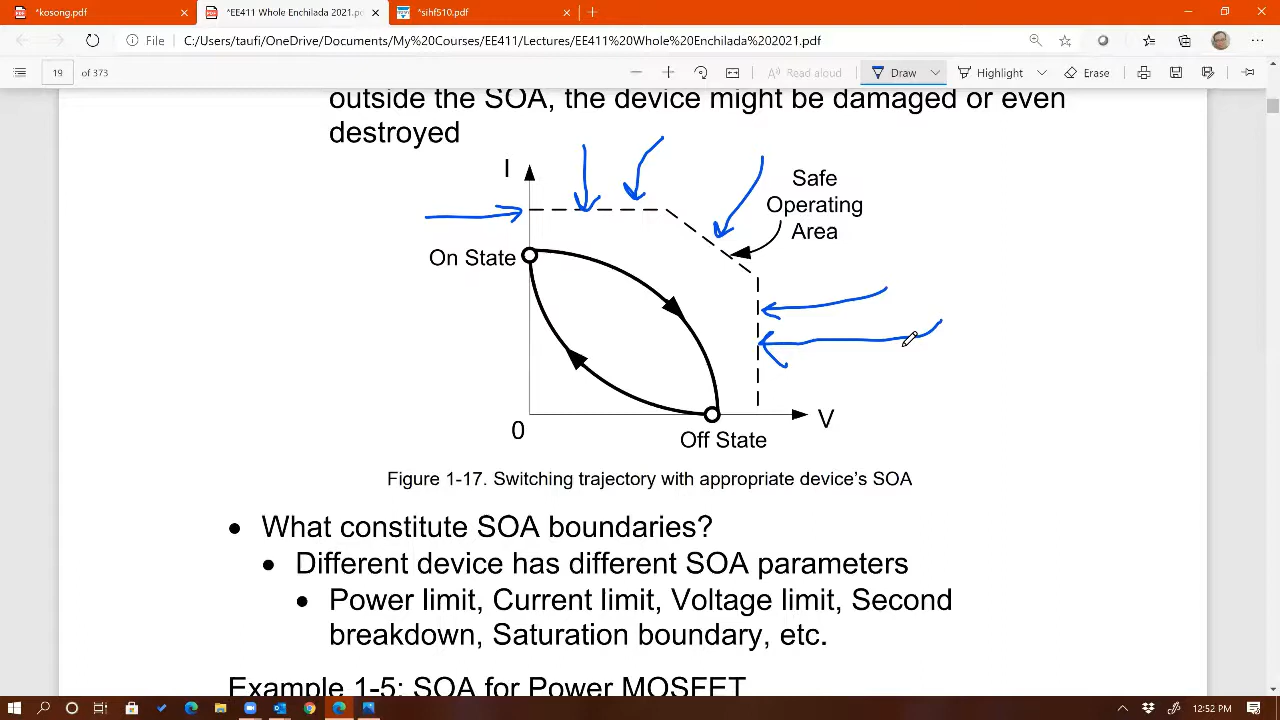 *kosong.pdf
*EE411 Whole Enchilada 2021.pdf
*sihf510.pdf
File
C:/Users/taufi/OneDrive/Documents/My%20Courses/EE411/Lectures/EE411%20Whole%20Enchilada%202021.pdf
19 of 373
Read aloud
Draw
Highlight
Erase
outside the SOA, the device might be damaged or even
destroyed
I
Safe
Operating
Area
On State
0
V
Off State
Figure 1-17. Switching trajectory with appropriate device's SOA
• What constitute SOA boundaries?
• Different device has different SOA parameters
• Power limit, Current limit, Voltage limit, Second
breakdown, Saturation boundary, etc.
Example 1-5: SOA for Power MOSFET
12:52 PM